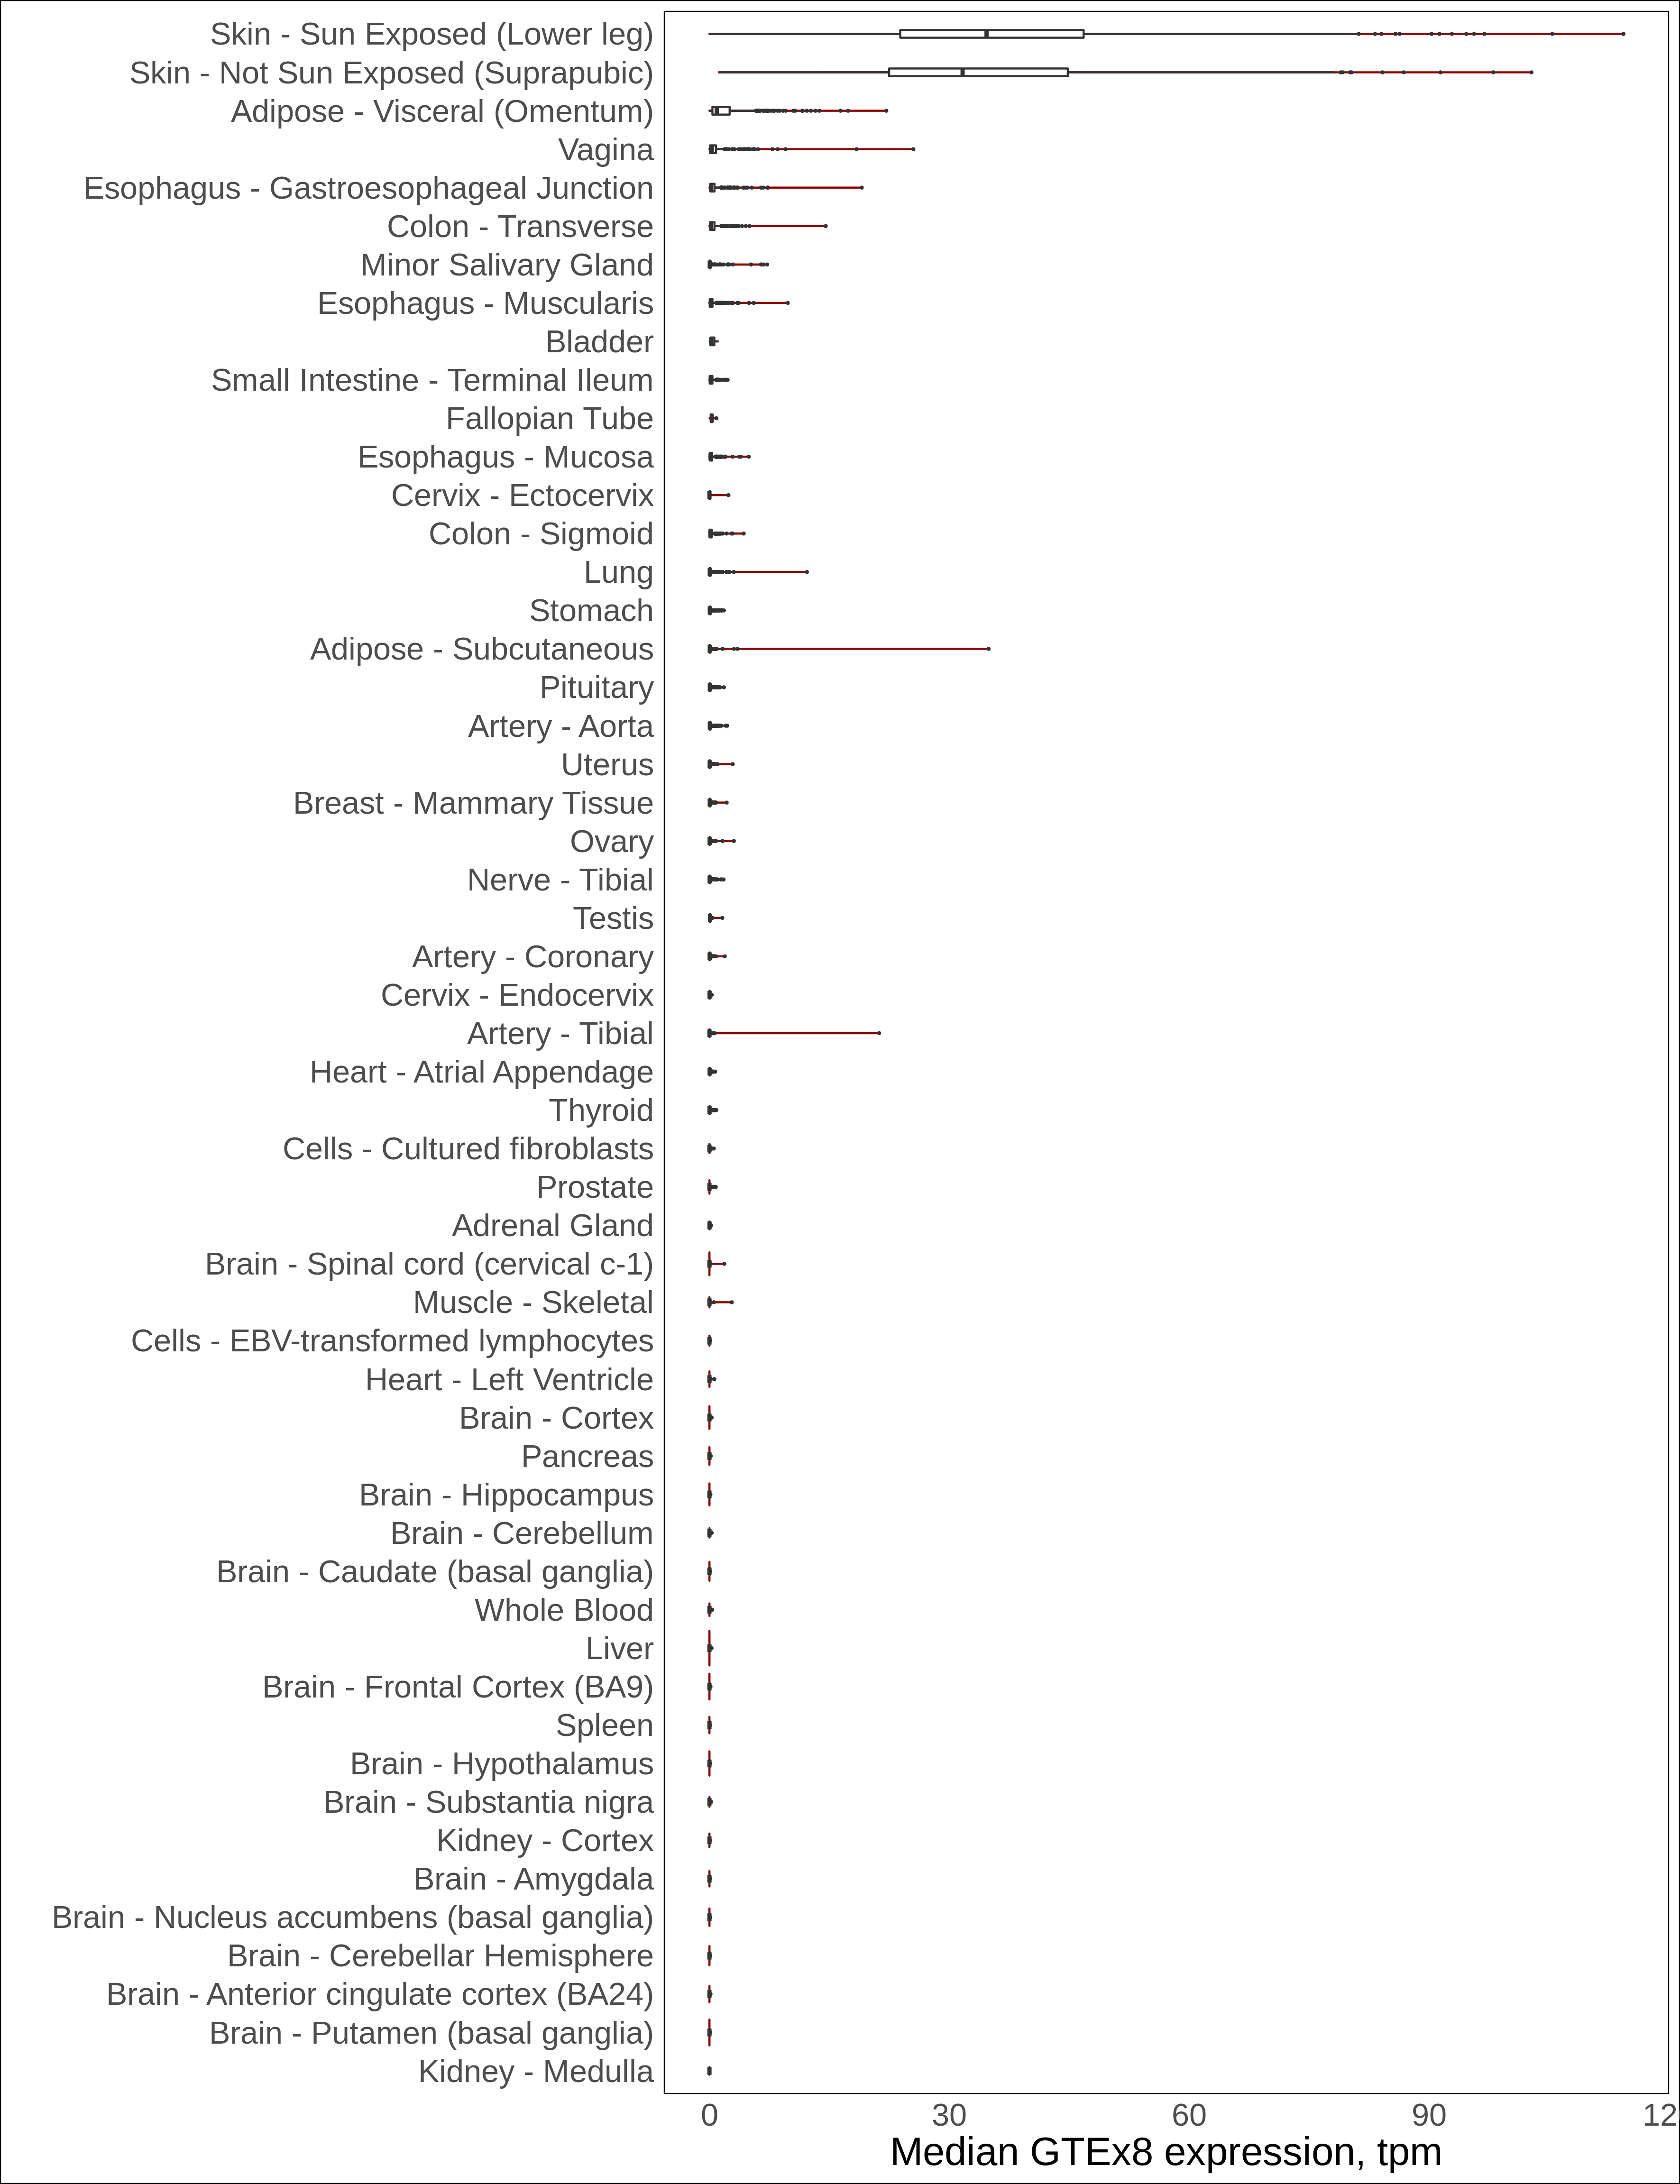 Skin - Sun Exposed (Lower leg)
Skin - Not Sun Exposed (Suprapubic)
Adipose - Visceral (Omentum)
Vagina
Esophagus - Gastroesophageal Junction
Colon - Transverse
Minor Salivary Gland
Esophagus - Muscularis
Bladder
Small Intestine - Terminal Ileum
Fallopian Tube
Esophagus - Mucosa
Cervix - Ectocervix
Colon - Sigmoid
Lung
Stomach
Adipose - Subcutaneous
Pituitary
Artery - Aorta
Uterus
Breast - Mammary Tissue
Ovary
Nerve - Tibial
Testis
Artery - Coronary
Cervix - Endocervix
Artery - Tibial
Heart - Atrial Appendage
Thyroid
Cells - Cultured fibroblasts
Prostate
Adrenal Gland
Brain - Spinal cord (cervical c-1)
Muscle - Skeletal
Cells - EBV-transformed lymphocytes
Heart - Left Ventricle
Brain - Cortex
Pancreas
Brain - Hippocampus
Brain - Cerebellum
Brain - Caudate (basal ganglia)
Whole Blood
Liver
Brain - Frontal Cortex (BA9)
Spleen
Brain - Hypothalamus
Brain - Substantia nigra
Kidney - Cortex
Brain - Amygdala
Brain - Nucleus accumbens (basal ganglia)
Brain - Cerebellar Hemisphere
Brain - Anterior cingulate cortex (BA24)
Brain - Putamen (basal ganglia)
Kidney - Medulla
0 30 60 90 12
Median GTEx8 expression, tpm